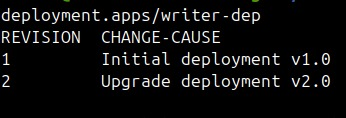 deployment.apps/writer-dep
REVISION  CHANGE-CAUSE
1         Initial deployment v1.0
2         Upgrade deployment v2.0